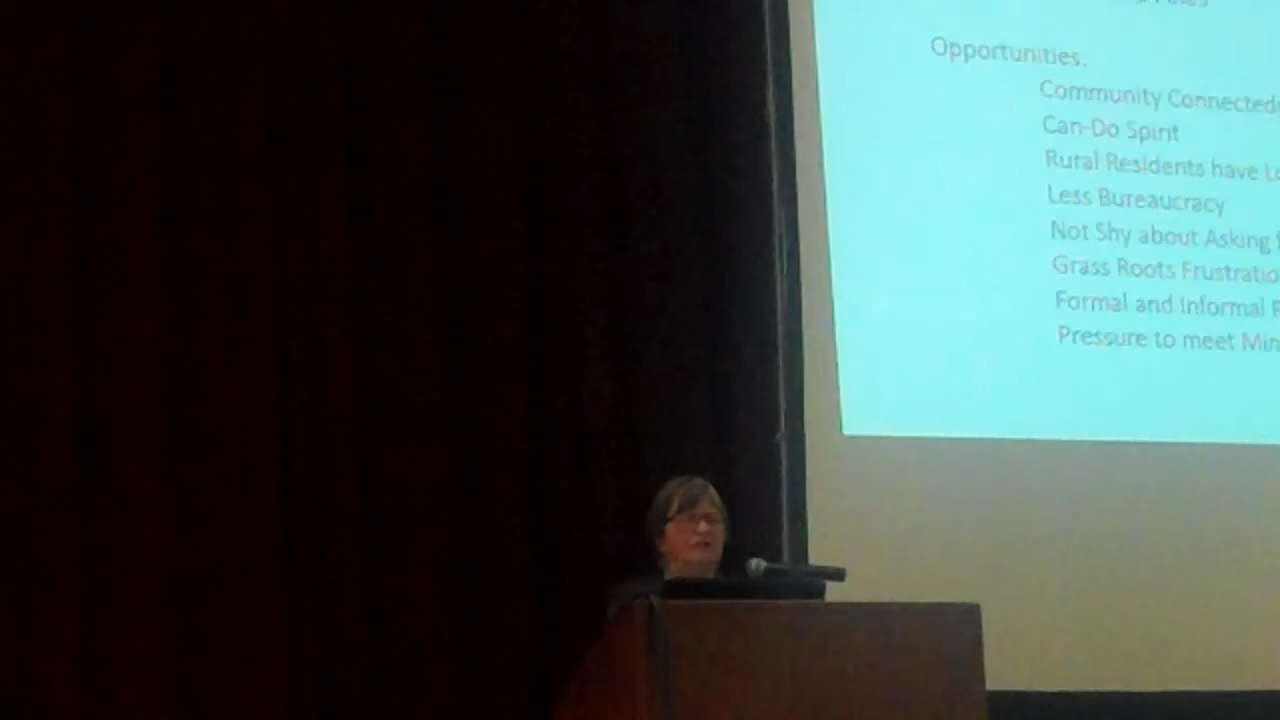 Opportunities.
Community Connected
Can-Do Spirit
Rural Residents have
Less Bureaucracy
Not Shy about Asking
Grass Roots Frustratio
Formal and Informal
Pressure to meet